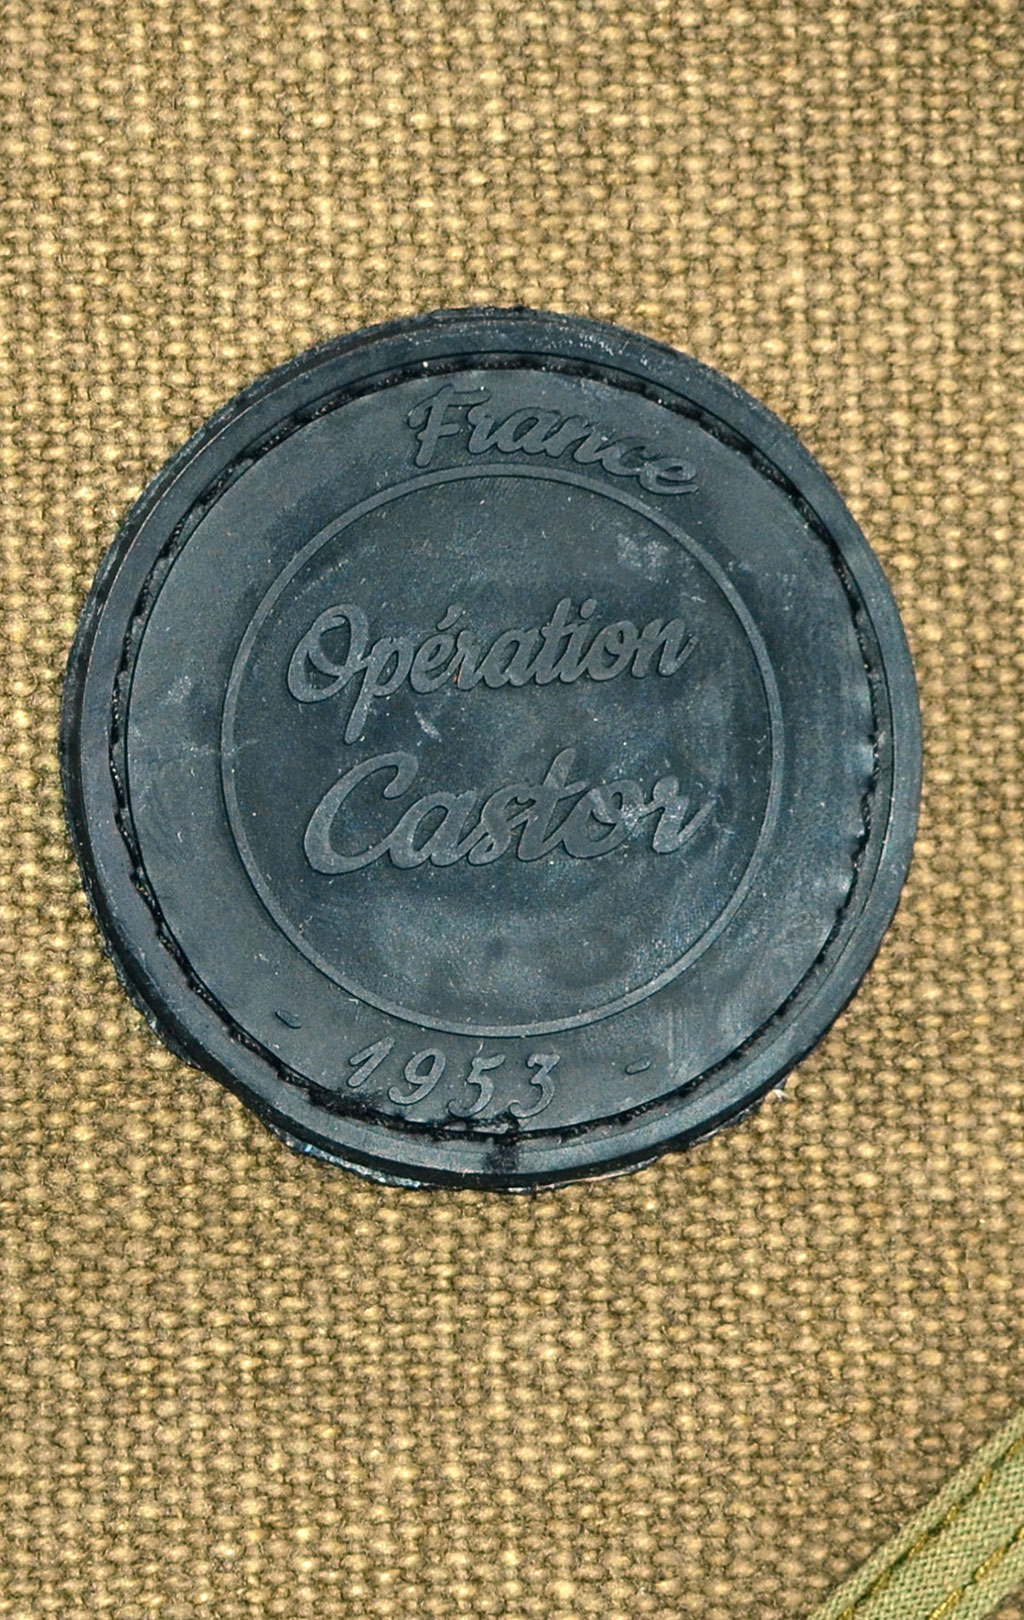 France
Opération
Castor
- 1953 -